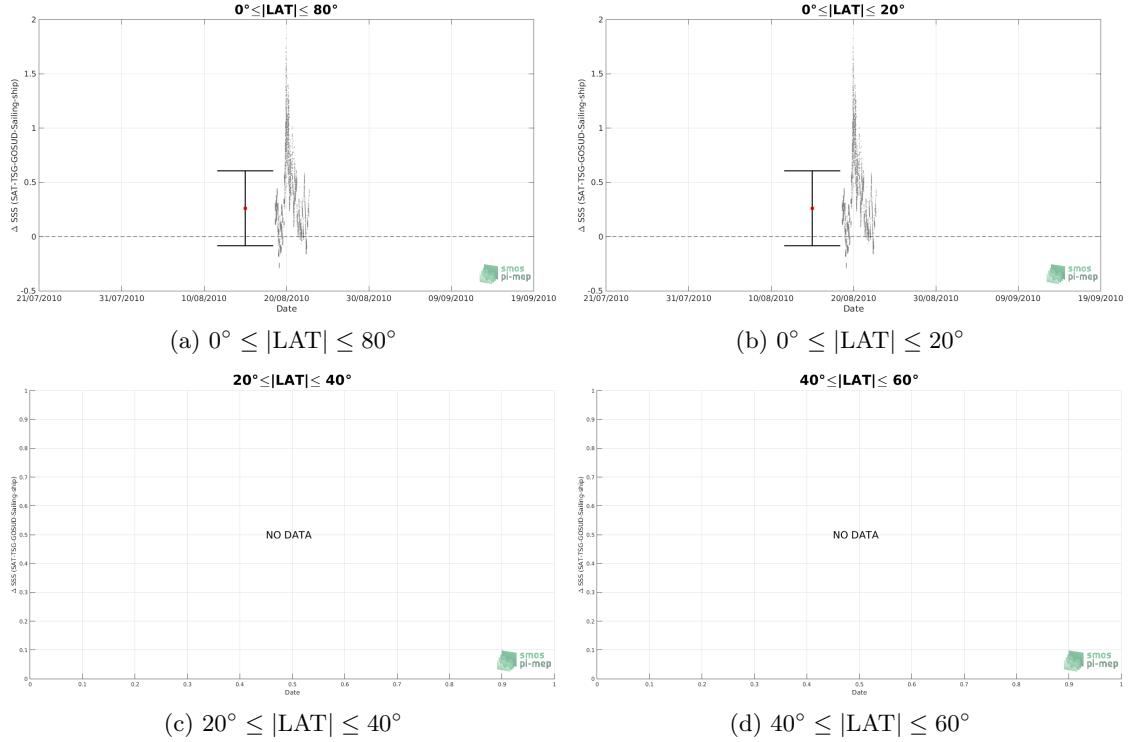 0°≤|LAT|≤ 80°
Δ SSS (SAT-TSG-GOSUD-Sailing-ship)
2
1.5
1
0.5
0
-0.5
21/07/2010 31/07/2010 10/08/2010 20/08/2010 30/08/2010 09/09/2010 19/09/2010
Date
smos
pi-mep
(a) 0° ≤ |LAT| ≤ 80°
0°≤|LAT|≤ 20°
Δ SSS (SAT-TSG-GOSUD-Sailing-ship)
2
1.5
1
0.5
0
-0.5
21/07/2010 31/07/2010 10/08/2010 20/08/2010 30/08/2010 09/09/2010 19/09/2010
Date
smos
pi-mep
(b) 0° ≤ |LAT| ≤ 20°
20°≤|LAT|≤ 40°
Δ SSS (SAT-TSG-GOSUD-Sailing-ship)
1
0.9
0.8
0.7
0.6
0.5
0.4
0.3
0.2
0.1
0
NO DATA
0 0.1 0.2 0.3 0.4 0.5 0.6 0.7 0.8 0.9 1
Date
smos
pi-mep
(c) 20° ≤ |LAT| ≤ 40°
40°≤|LAT|≤ 60°
Δ SSS (SAT-TSG-GOSUD-Sailing-ship)
1
0.9
0.8
0.7
0.6
0.5
0.4
0.3
0.2
0.1
0
NO DATA
0 0.1 0.2 0.3 0.4 0.5 0.6 0.7 0.8 0.9 1
Date
smos
pi-mep
(d) 40° ≤ |LAT| ≤ 60°